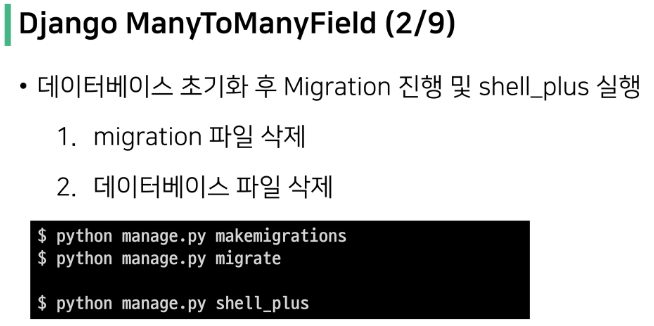 Django ManyToManyField (2/9)
• 데이터베이스 초기화 후 Migration 진행 및 shell_plus 실행
1. migration 파일 삭제
2. 데이터베이스 파일 삭제
$ python manage.py makemigrations
$ python manage.py migrate
$ python manage.py shell_plus